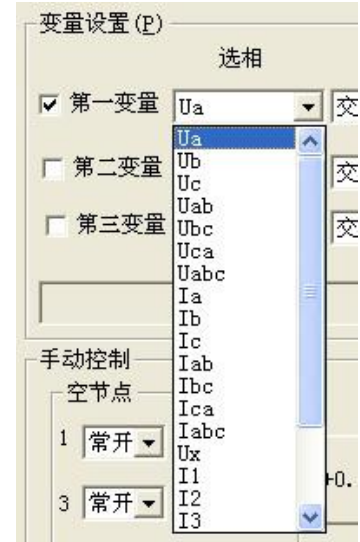 变量设置(P)
选相
第一变量 Ua 交
Ua
Ub
第二变量 交
Uc
Uab
第三变量 交
Ubc
Uca
Uabc
Ia
Ib
Ic
手动控制
Iab
空节点
Ibc
Ica
1 常开
Iabc
Ux
I1
+0.
3 常开
I2
I3